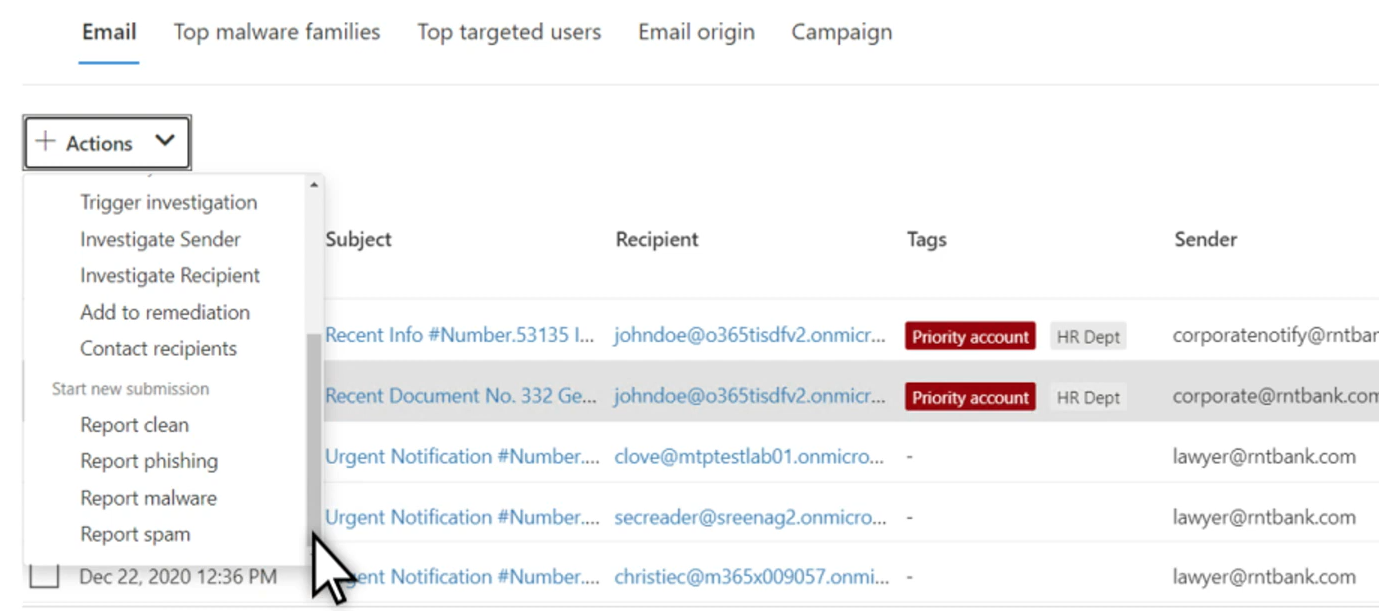 Email Top malware families Top targeted users Email origin Campaign
+ Actions
Trigger investigation
Investigate Sender
Investigate Recipient
Add to remediation
Contact recipients
Start new submission
Report clean
Report phishing
Report malware
Report spam
Subject Recipient Tags Sender
Recent Info #Number.53135 I... johndoe@o365tisdfv2.onmicr... Priority account HR Dept corporatenotify@rntbar
Recent Document No. 332 Ge... johndoe@o365tisdfv2.onmicr... Priority account HR Dept corporate@rntbank.com
Urgent Notification #Number.... clove@mtptestlab01.onmicro... - lawyer@rntbank.com
Urgent Notification #Number.... secreader@sreenag2.onmicro... - lawyer@rntbank.com
Dec 22, 2020 12:36 PM gent Notification #Number.... christiec@m365x009057.onmi... - lawyer@rntbank.com